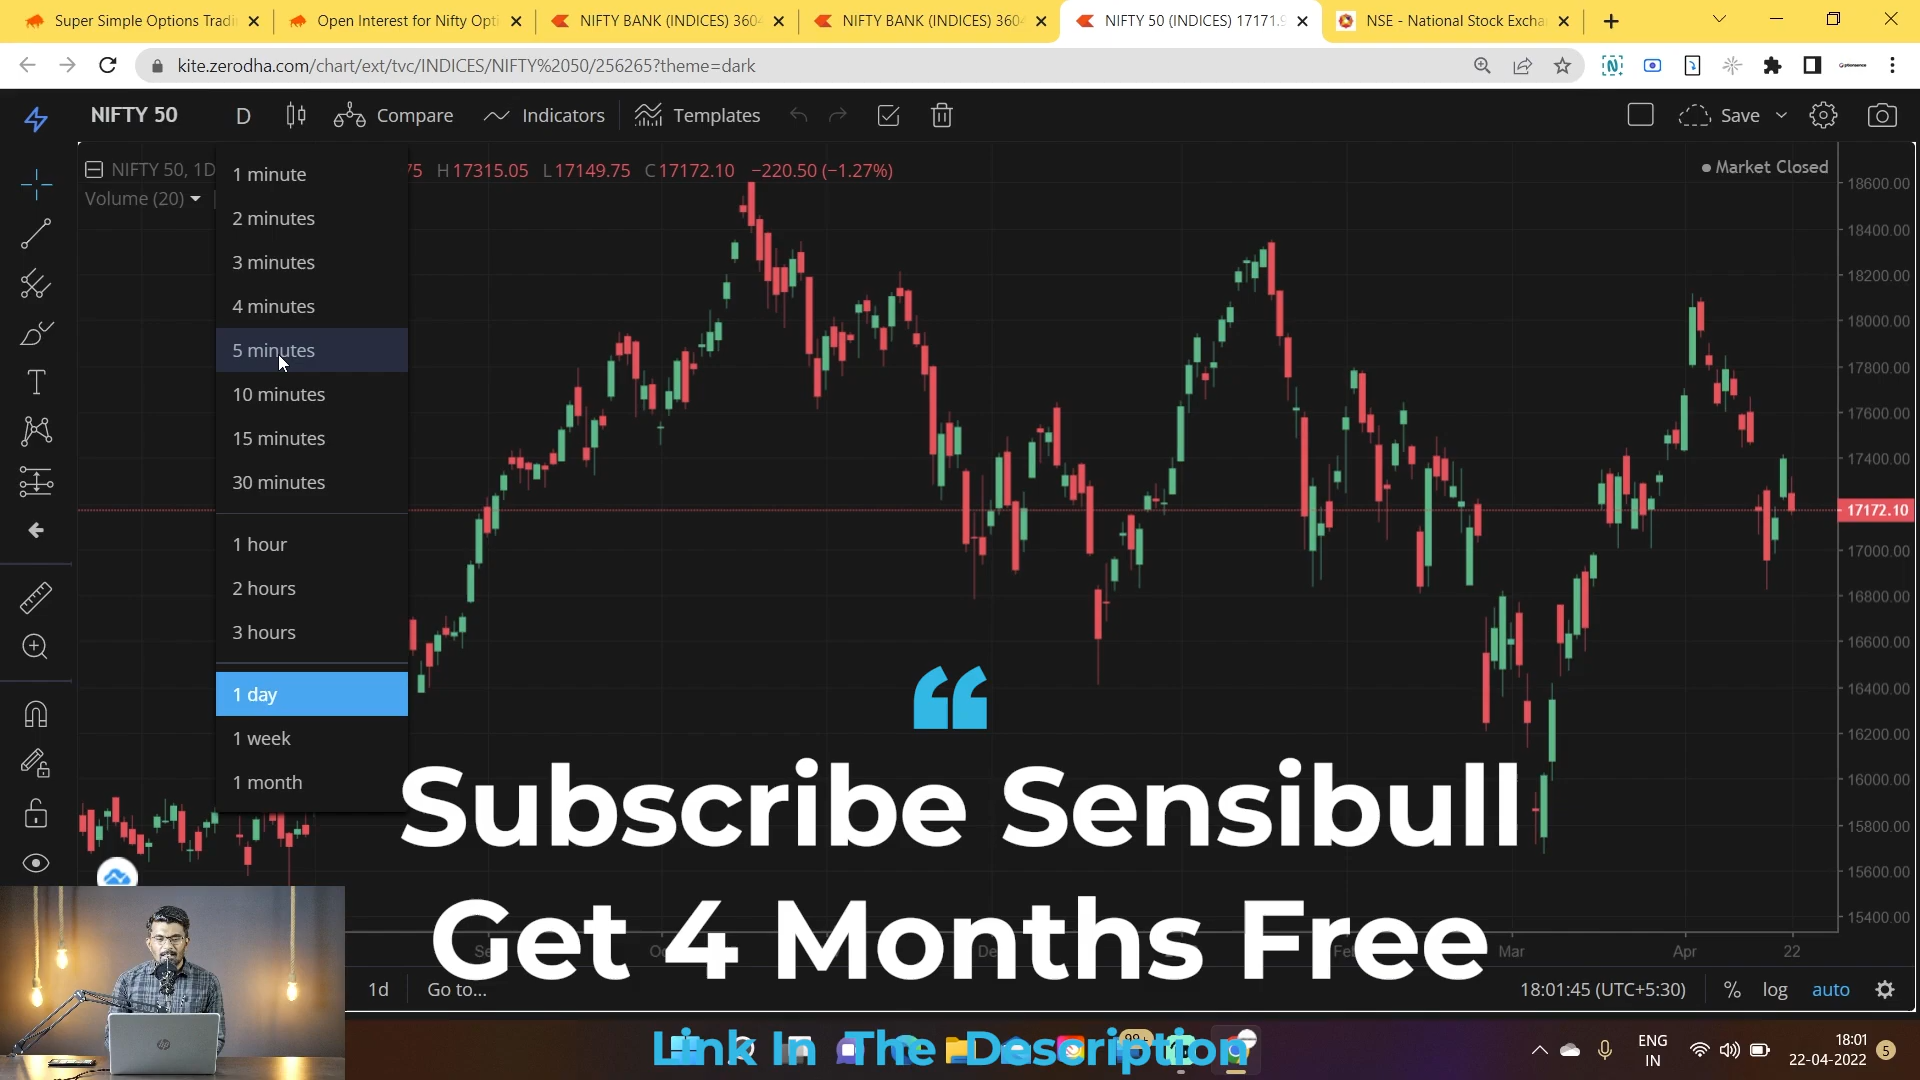 Super Simple Options Tradi
Open Interest for Nifty Opti
NIFTY BANK (INDICES) 3604
NIFTY BANK (INDICES) 3604
NIFTY 50 (INDICES) 17171.9
NSE - National Stock Excha
kite.zerodha.com/chart/ext/tvc/INDICES/NIFTY%2050/256265?theme=dark
NIFTY 50 D Compare Indicators Templates Save
NIFTY 50, 1D
75 H17315.05 L17149.75 C17172.10 −220.50 (−1.27%)
Market Closed
Volume (20)
1 minute
2 minutes
3 minutes
4 minutes
5 minutes
10 minutes
15 minutes
30 minutes
1 hour
2 hours
3 hours
1 day
1 week
1 month
18600.00
18400.00
18200.00
18000.00
17800.00
17600.00
17400.00
17172.10
17000.00
16800.00
16600.00
16400.00
16200.00
16000.00
15800.00
15600.00
15400.00
“
Subscribe Sensibull
Get 4 Months Free
Mar Apr 22
1d Go to... 18:01:45 (UTC+5:30) % log auto
Link In The Description
ENG
IN
18:01
22-04-2022
5